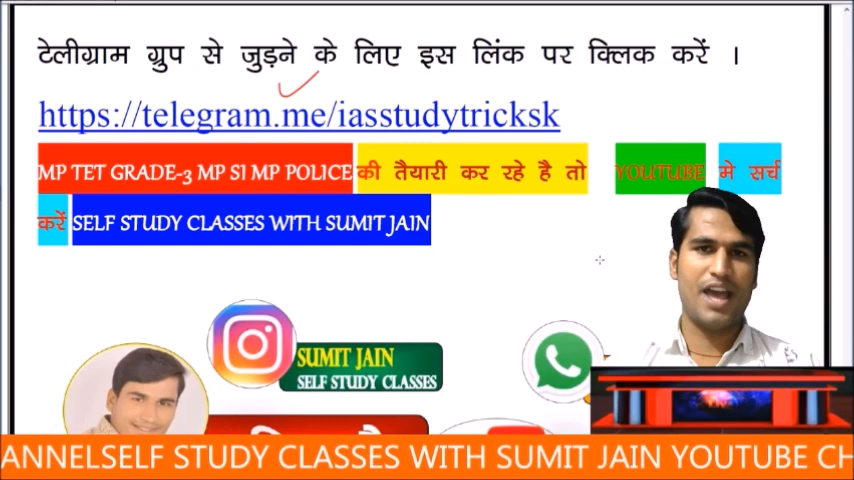 टेलीग्राम ग्रुप से जुड़ने के लिए इस लिंक पर क्लिक करें ।
https://telegram.me/iasstudytricksk
MP TET GRADE-3 MP SI MP POLICE की तैयारी कर रहे है तो YOUTUBE मे सर्च
करें SELF STUDY CLASSES WITH SUMIT JAIN
SUMIT JAIN
SELF STUDY CLASSES
ANNELSELF STUDY CLASSES WITH SUMIT JAIN YOUTUBE CH